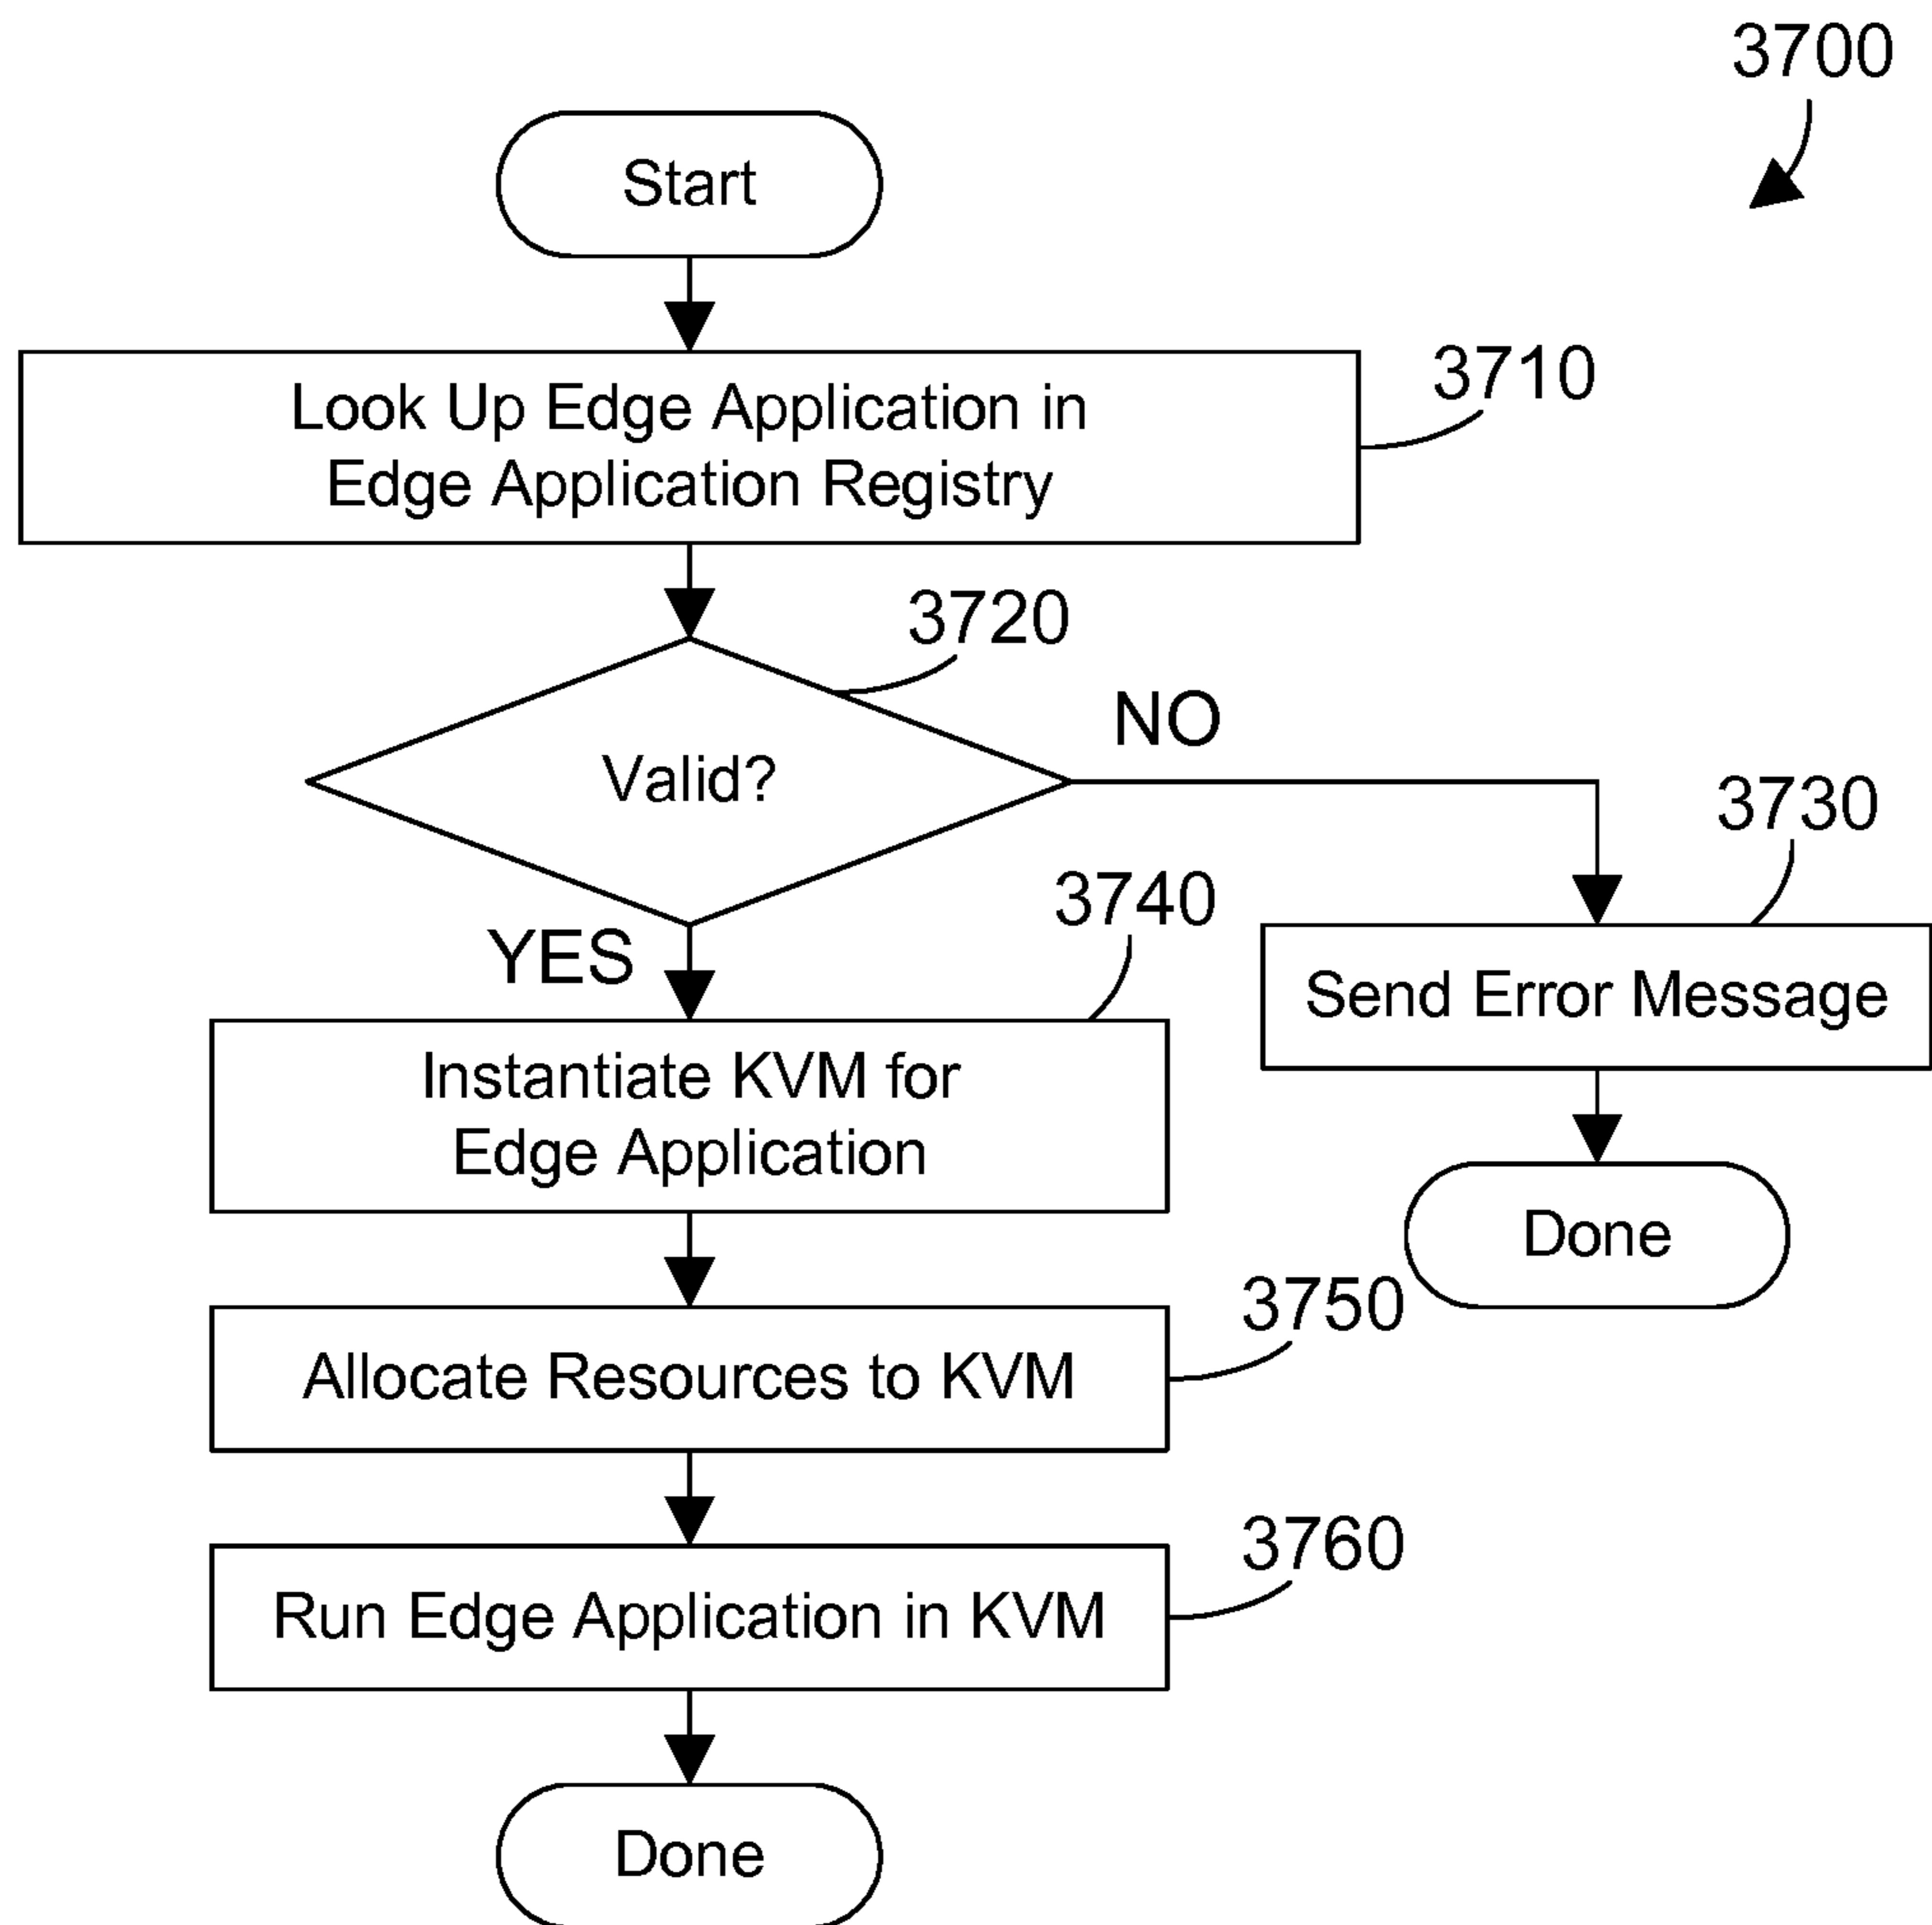 3700
Start
Look Up Edge Application in
Edge Application Registry
3710
3720
Valid?
NO
3730
YES
3740
Send Error Message
Instantiate KVM for
Edge Application
Done
3750
Allocate Resources to KVM
3760
Run Edge Application in KVM
Done